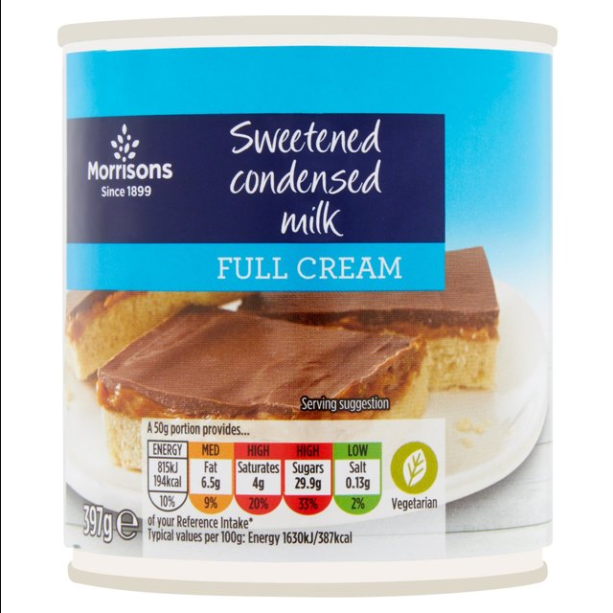 Morrisons
Since 1899
Sweetened
condensed
milk
FULL CREAM
Serving suggestion
A 50g portion provides...
ENERGY MED HIGH HIGH LOW
815kJ Fat Saturates Sugars Salt
194kcal 6.5g 4g 29.9g 0.13g
10% 9% 20% 33% 2%
Vegetarian
of your Reference Intake*
Typical values per 100g: Energy 1630kJ/387kcal
397g e